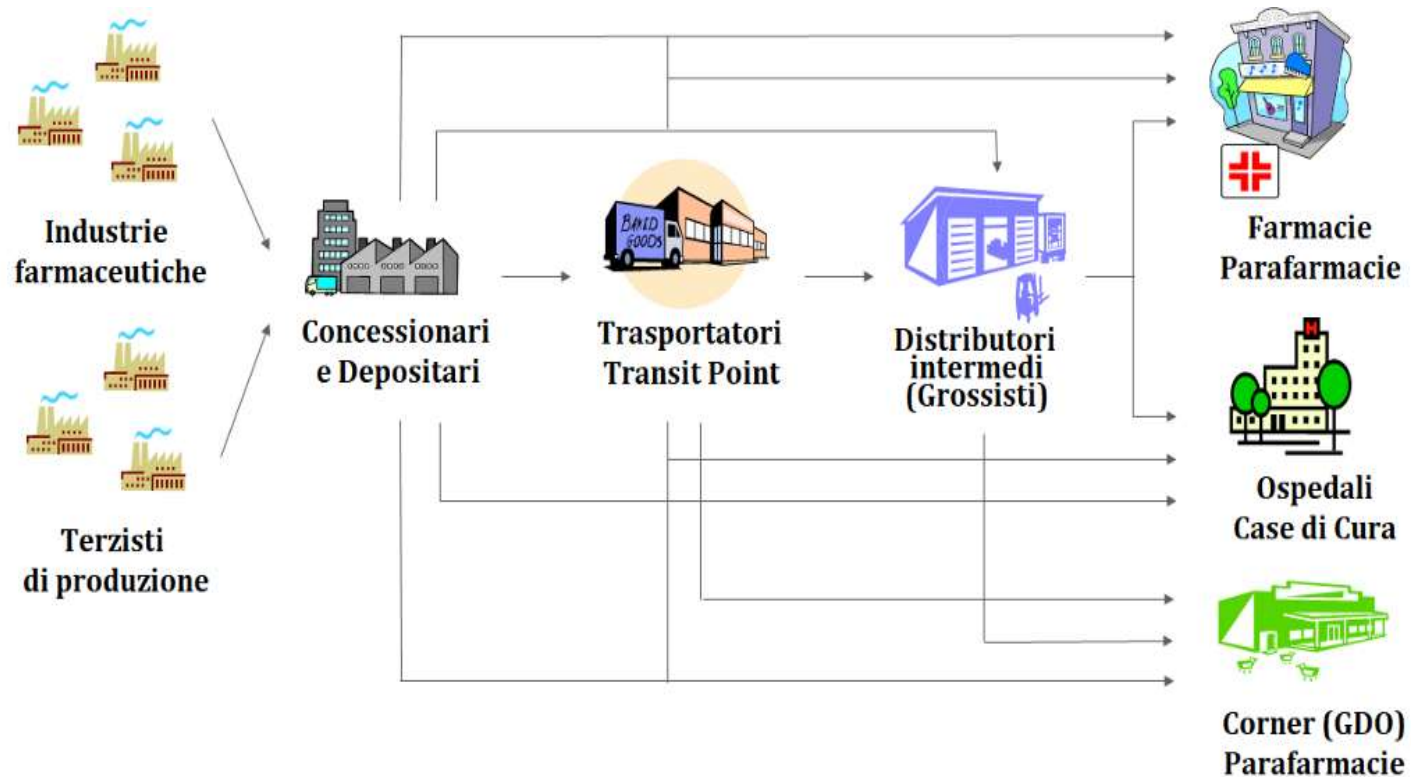 Industrie
farmaceutiche
Terzisti
di produzione
Concessionari
e Depositari
BAKED
GOODS
Trasportatori
Transit Point
Distributori
intermedi
(Grossisti)
Farmacie
Parafarmacie
H
Ospedali
Case di Cura
Corner (GDO)
Parafarmacie